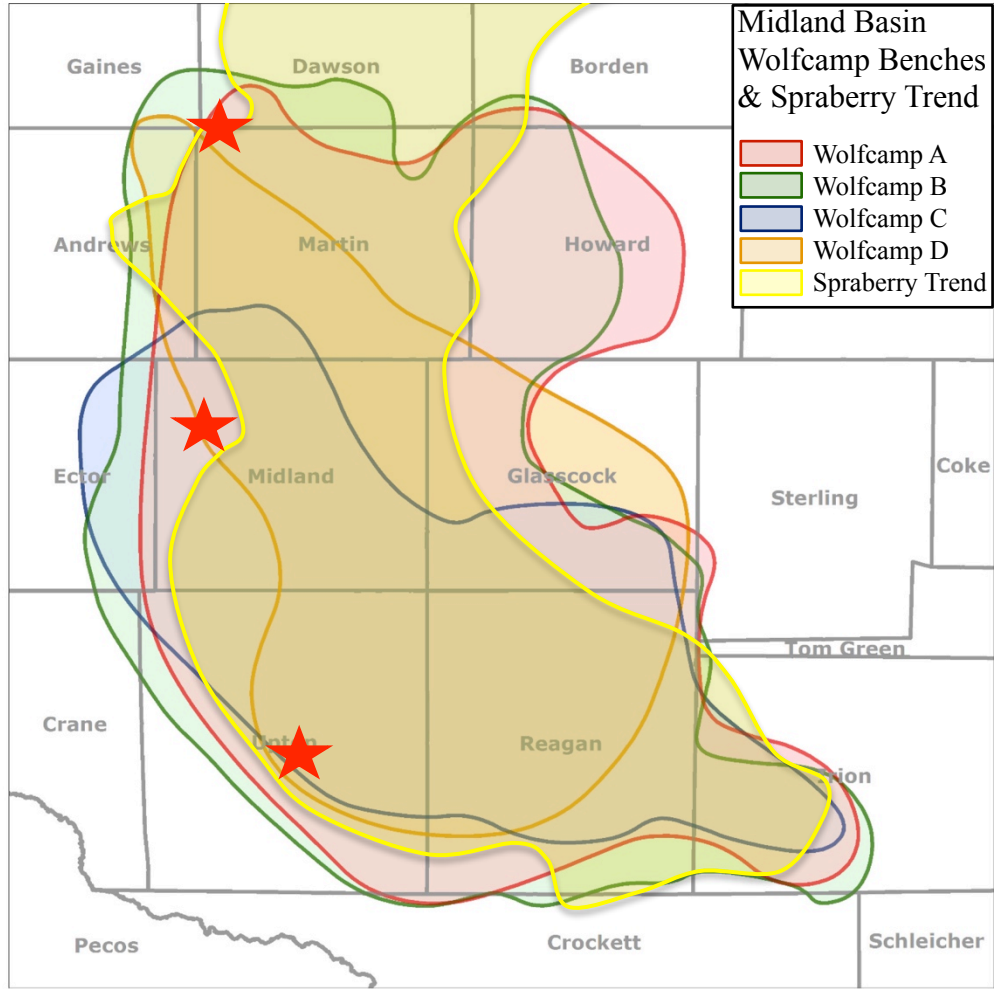 Midland Basin
Wolfcamp Benches
& Spraberry Trend
Wolfcamp A
Wolfcamp B
Wolfcamp C
Wolfcamp D
Spraberry Trend
Gaines
Dawson
Borden
Andrews
Martin
Howard
Ector
Midland
Glasscock
Sterling
Coke
Tom Green
Crane
Upton
Reagan
Irion
Pecos
Crockett
Schleicher